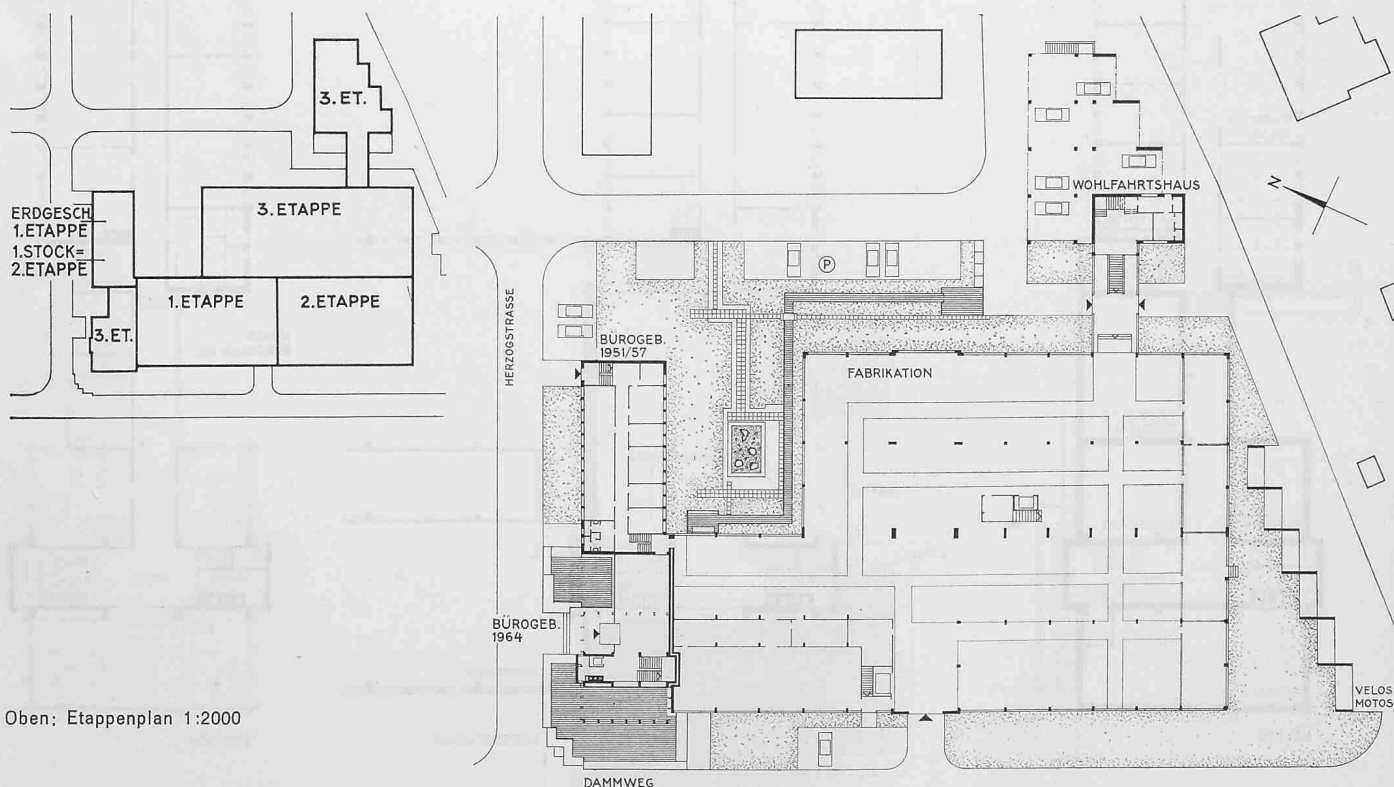 3. ET.
3. ETAPPE
ERDGESCH.
1. ETAPPE
1. STOCK=
2. ETAPPE
1. ETAPPE
2. ETAPPE
3. ET.
Oben: Etappenplan 1:2000
HERZOGSTRASSE
P
WOHLFAHRTSHAUS
N
BÜROGEB.
1951/57
FABRIKATION
BÜROGEB.
1964
VELOS
MOTOS
DAMMWEG